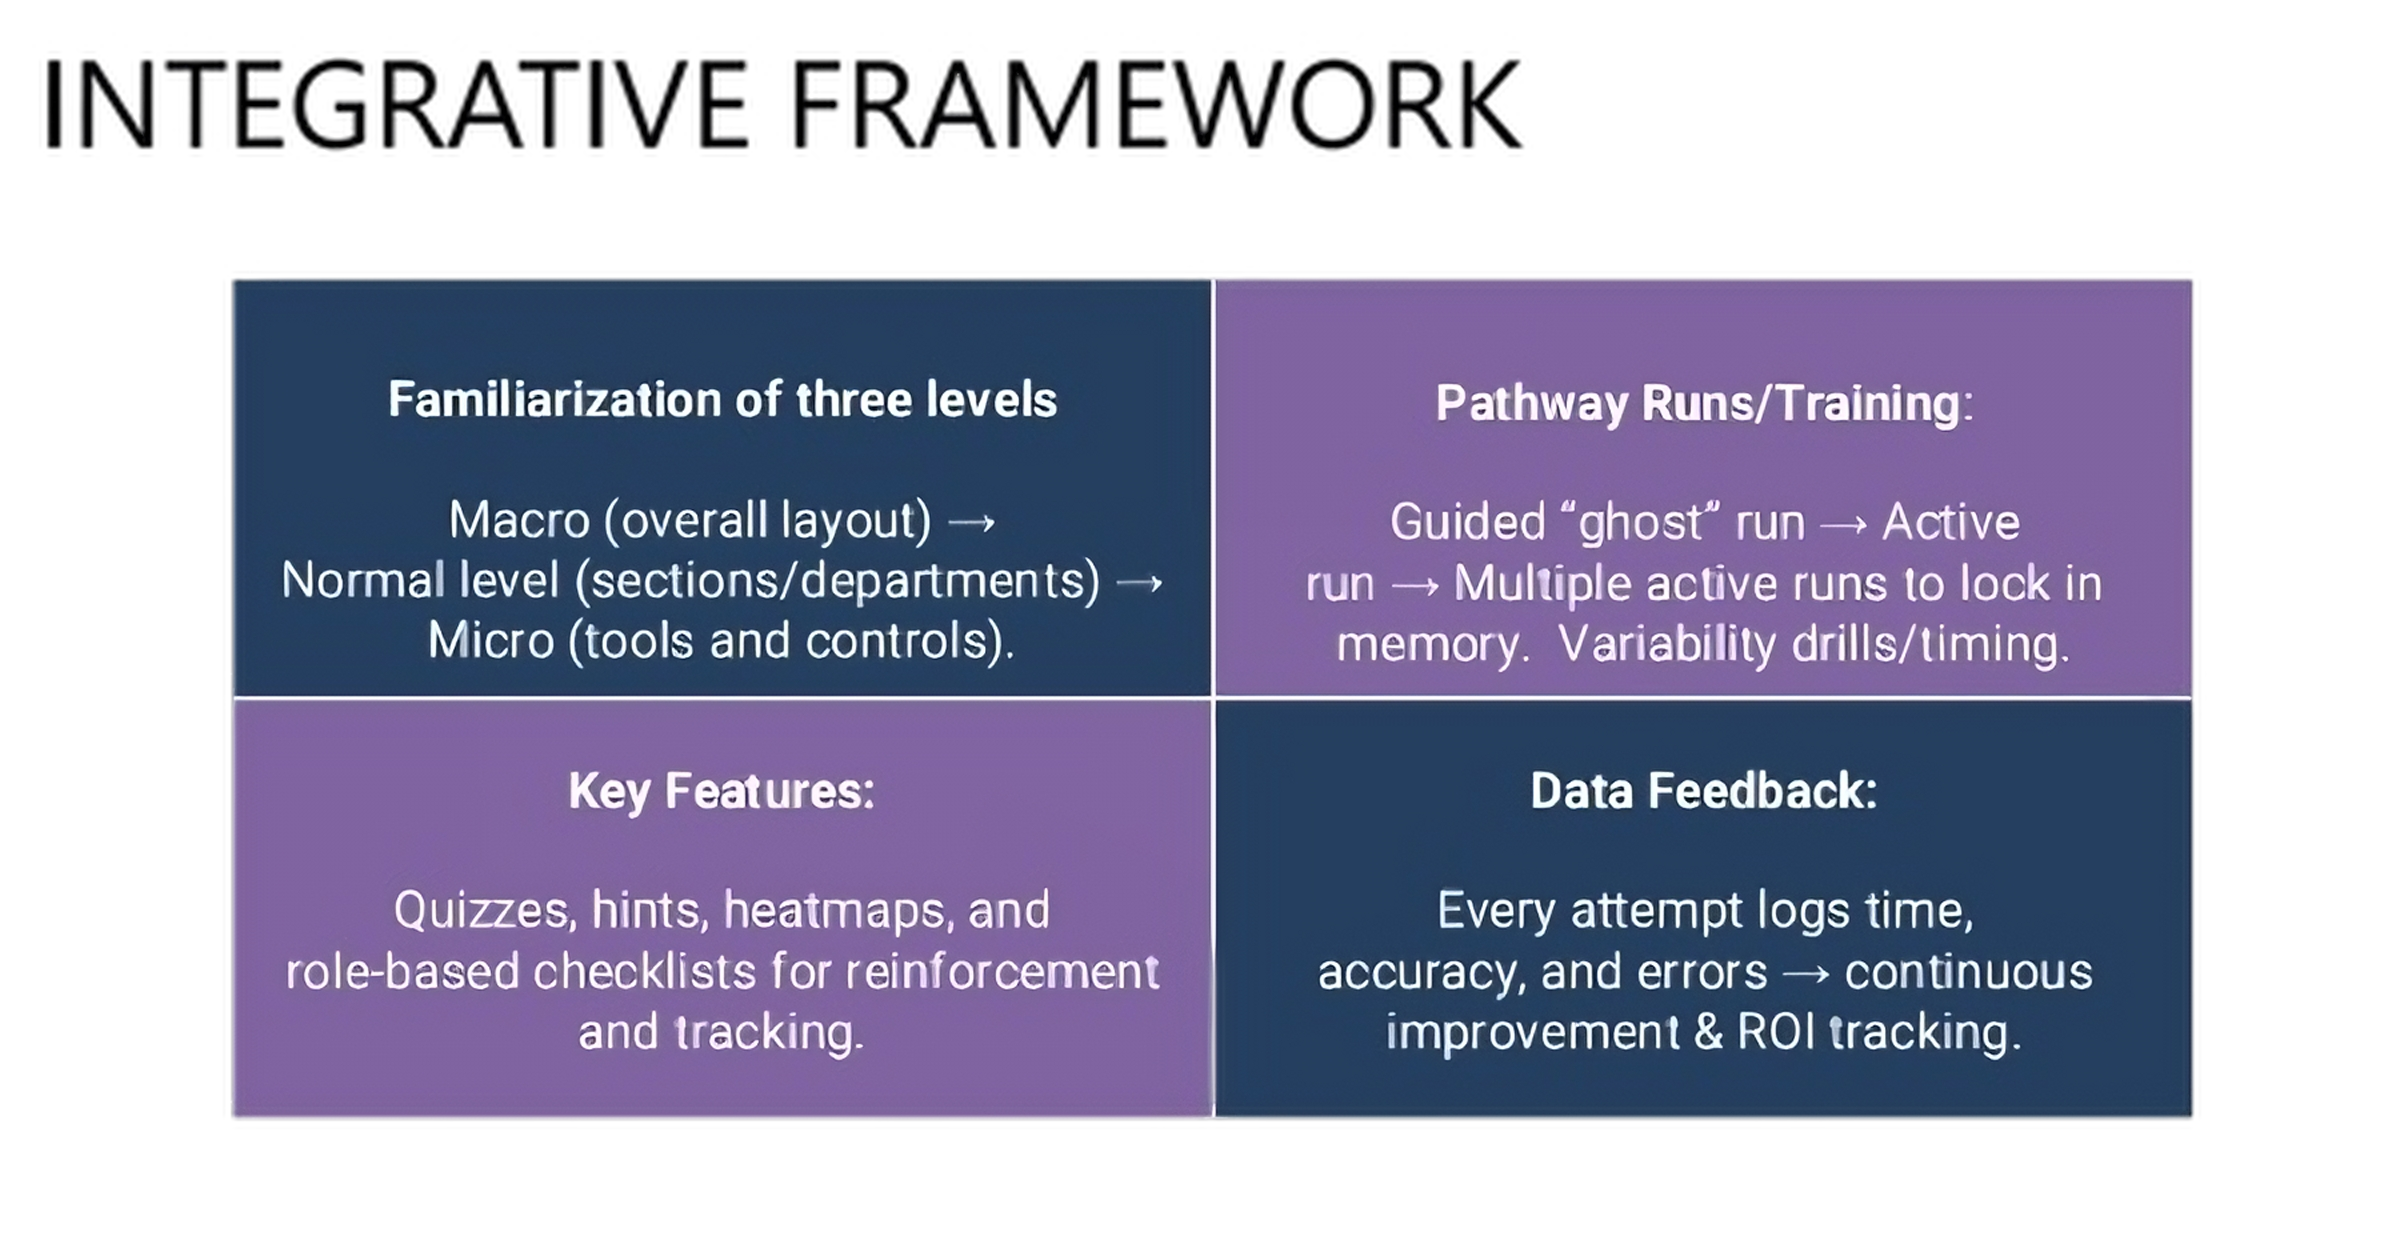 INTEGRATIVE FRAMEWORK
Familiarization of three levels
Macro (overall layout) →
Normal level (sections/departments) →
Micro (tools and controls).
Pathway Runs/Training:
Guided “ghost” run → Active
run → Multiple active runs to lock in
memory.  Variability drills/timing.
Key Features:
Quizzes, hints, heatmaps, and
role-based checklists for reinforcement
and tracking.
Data Feedback:
Every attempt logs time,
accuracy, and errors → continuous
improvement & ROI tracking.